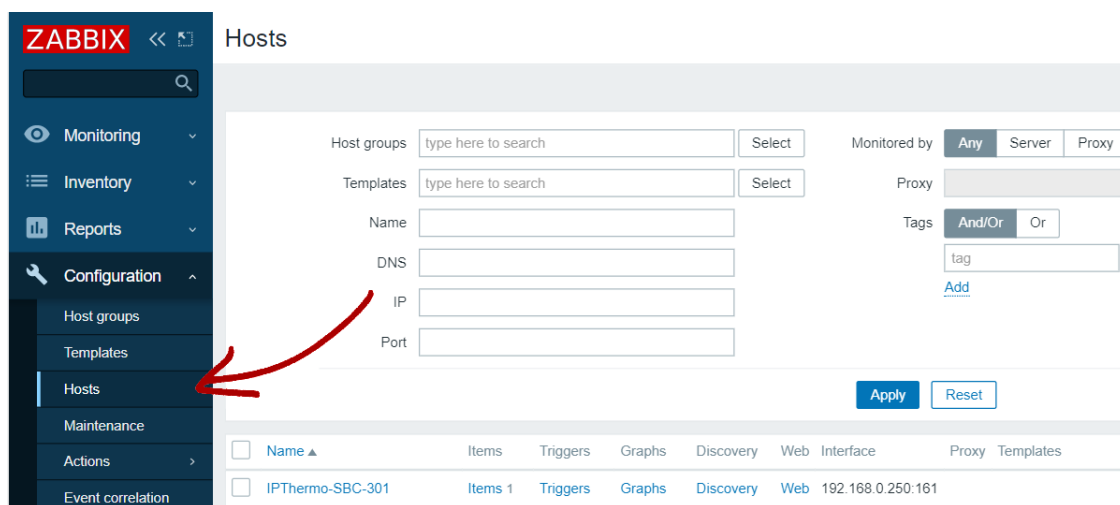 ZABBIX
Hosts
Monitoring
Inventory
Reports
Configuration
Host groups
Templates
Hosts
Maintenance
Actions
Event correlation
Host groups type here to search Select Monitored by Any Server Proxy
Templates type here to search Select Proxy
Name Tags And/Or Or
DNS tag
IP Add
Port
Apply Reset
Name Items Triggers Graphs Discovery Web Interface Proxy Templates
IPThermo-SBC-301 Items 1 Triggers Graphs Discovery Web 192.168.0.250:161